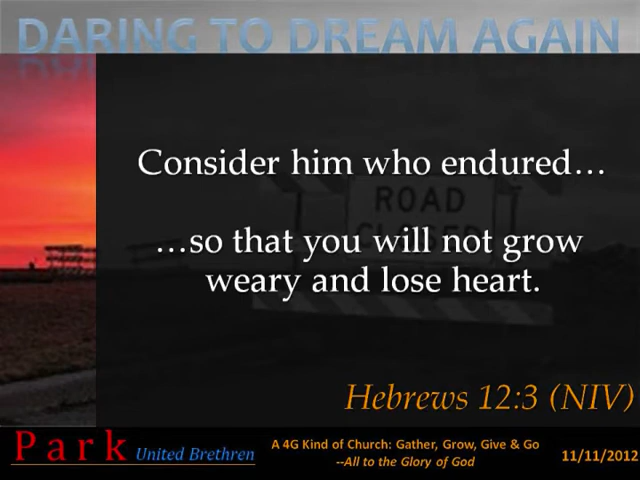 DARING TO DREAM AGAIN
Consider him who endured…
ROAD
CLOSED
…so that you will not grow
weary and lose heart.
Hebrews 12:3 (NIV)
Park United Brethren
A 4G Kind of Church: Gather, Grow, Give & Go
--All to the Glory of God
11/11/2012